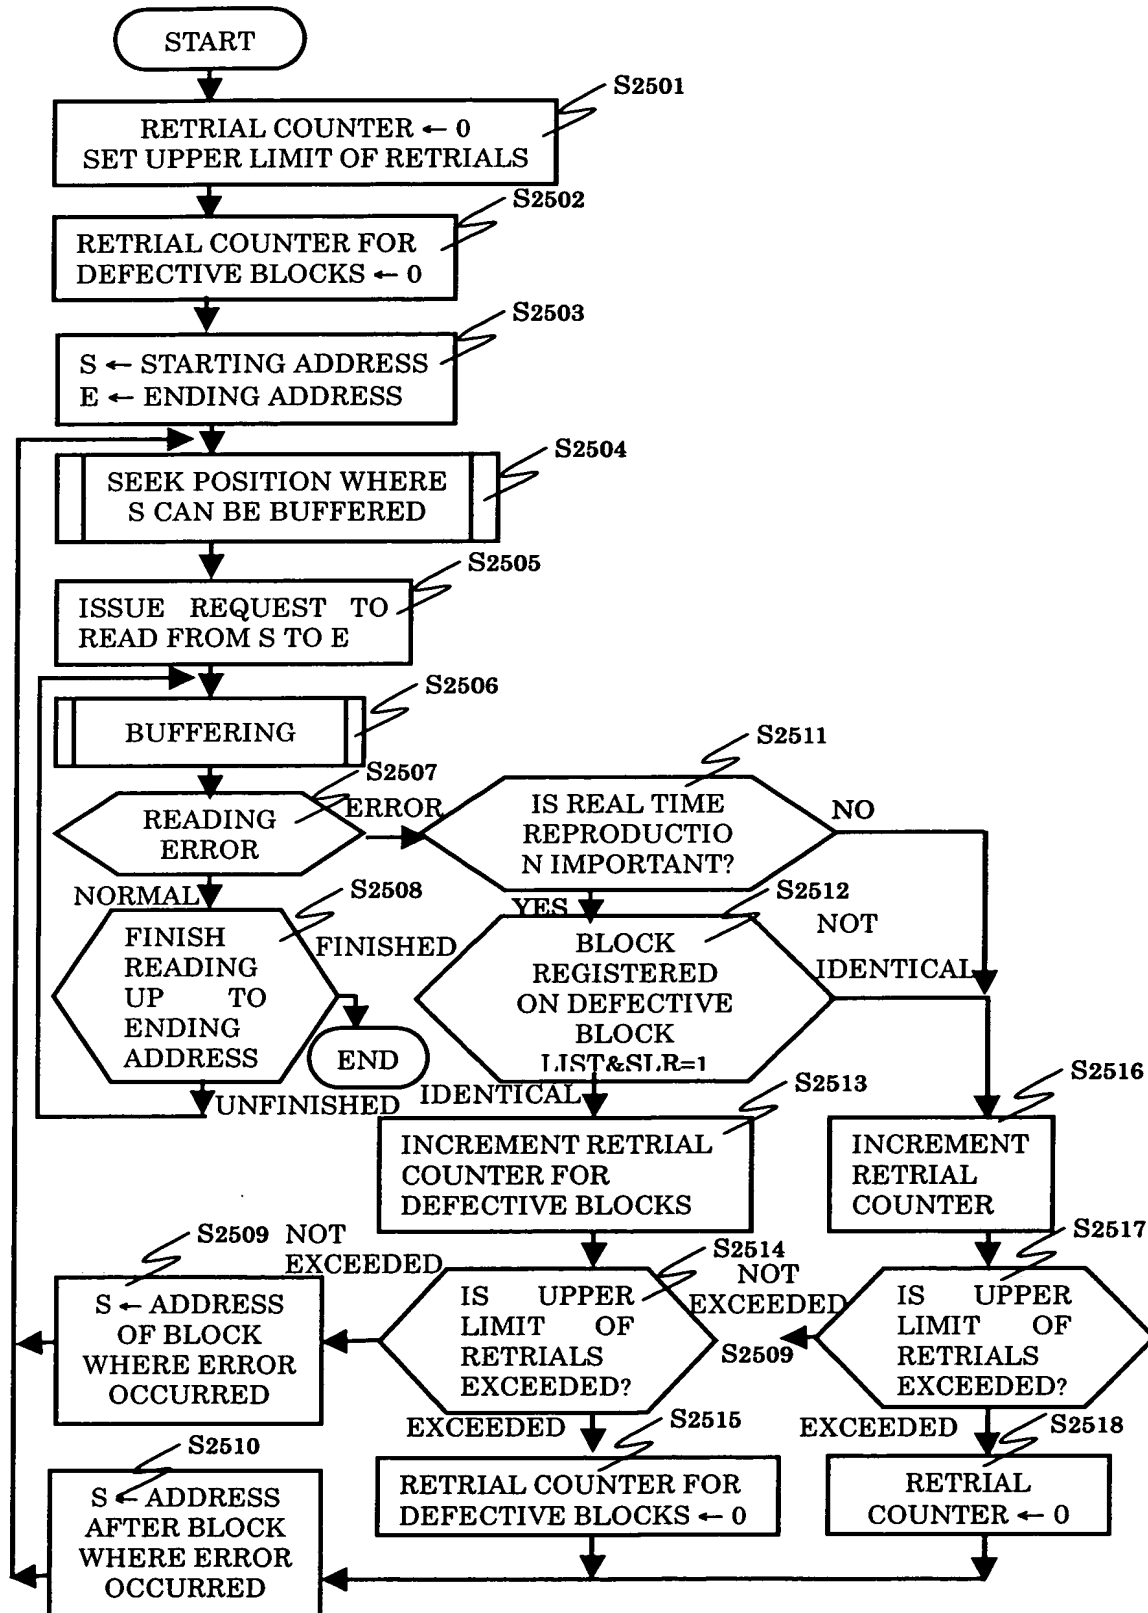 START
S2501
RETRIAL COUNTER ← 0
SET UPPER LIMIT OF RETRIALS
S2502
RETRIAL COUNTER FOR
DEFECTIVE BLOCKS ← 0
S2503
S ← STARTING ADDRESS
E ← ENDING ADDRESS
S2504
SEEK POSITION WHERE
S CAN BE BUFFERED
S2505
ISSUE REQUEST TO
READ FROM S TO E
S2506
BUFFERING
S2507
READING
ERROR
ERROR
NORMAL
S2511
IS REAL TIME
REPRODUCTIO
N IMPORTANT?
NO
YES
S2508
FINISH
READING
UP TO
ENDING
ADDRESS
FINISHED
END
UNFINISHED
S2512
BLOCK
REGISTERED
ON DEFECTIVE
BLOCK
LIST&SLR=1
NOT
IDENTICAL
IDENTICAL
S2513
INCREMENT RETRIAL
COUNTER FOR
DEFECTIVE BLOCKS
S2516
INCREMENT
RETRIAL
COUNTER
S2509
NOT
EXCEEDED
S ← ADDRESS
OF BLOCK
WHERE ERROR
OCCURRED
S2514
IS UPPER
LIMIT OF
RETRIALS
EXCEEDED?
NOT
EXCEEDED
S2509
S2517
IS UPPER
LIMIT OF
RETRIALS
EXCEEDED?
EXCEEDED
EXCEEDED
S2510
S ← ADDRESS
AFTER BLOCK
WHERE ERROR
OCCURRED
S2515
RETRIAL COUNTER FOR
DEFECTIVE BLOCKS ← 0
S2518
RETRIAL
COUNTER ← 0